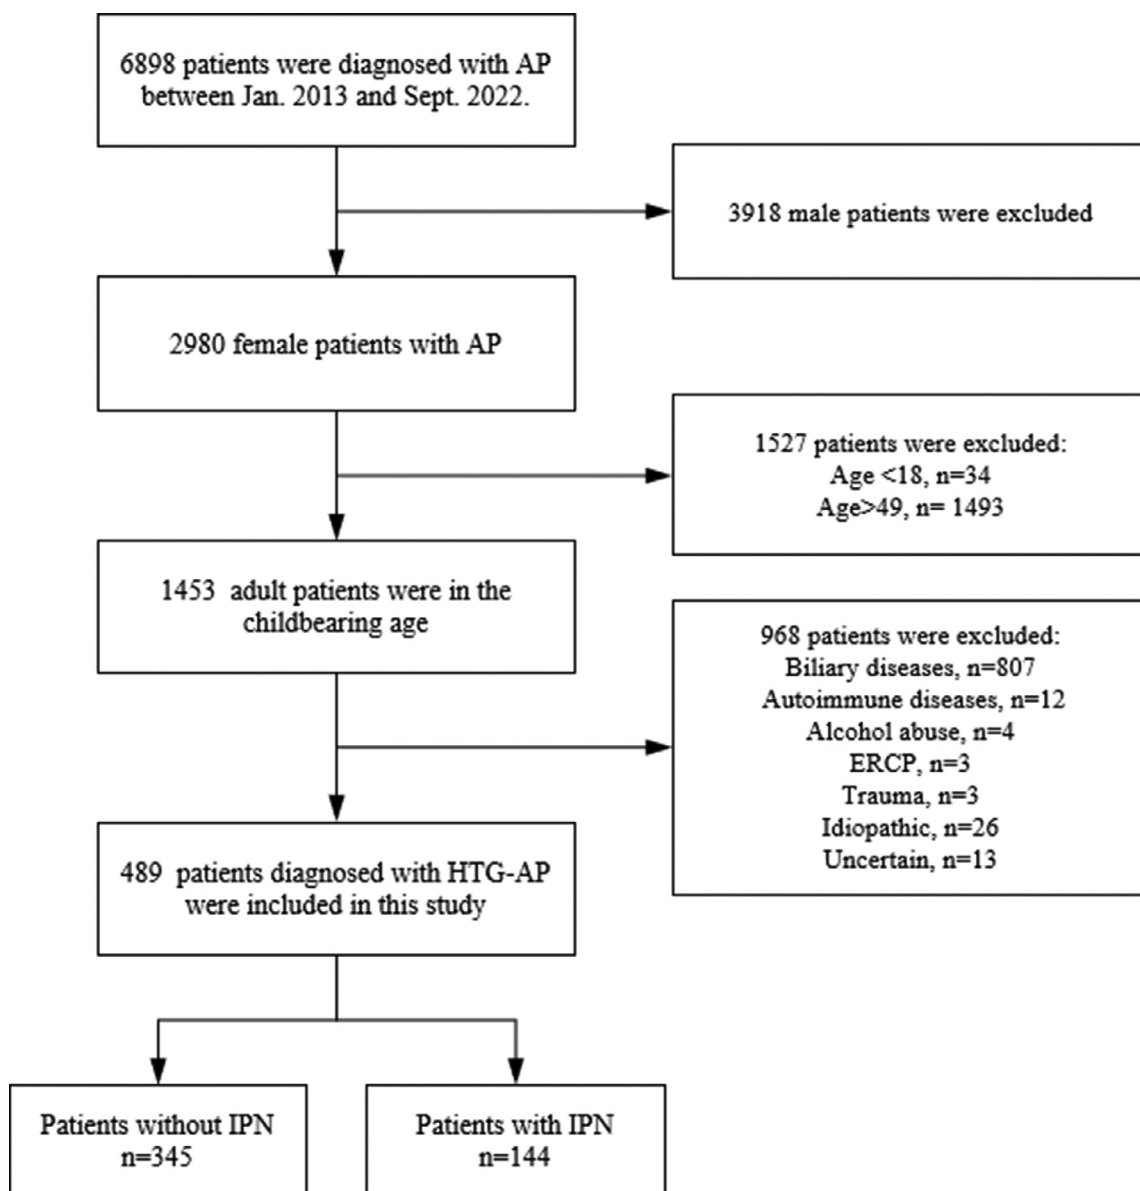 6898 patients were diagnosed with AP
between Jan. 2013 and Sept. 2022.
3918 male patients were excluded
2980 female patients with AP
1527 patients were excluded:
Age <18, n=34
Age>49, n= 1493
1453 adult patients were in the
childbearing age
968 patients were excluded:
Biliary diseases, n=807
Autoimmune diseases, n=12
Alcohol abuse, n=4
ERCP, n=3
Trauma, n=3
Idiopathic, n=26
Uncertain, n=13
489 patients diagnosed with HTG-AP
were included in this study
Patients without IPN
n=345
Patients with IPN
n=144